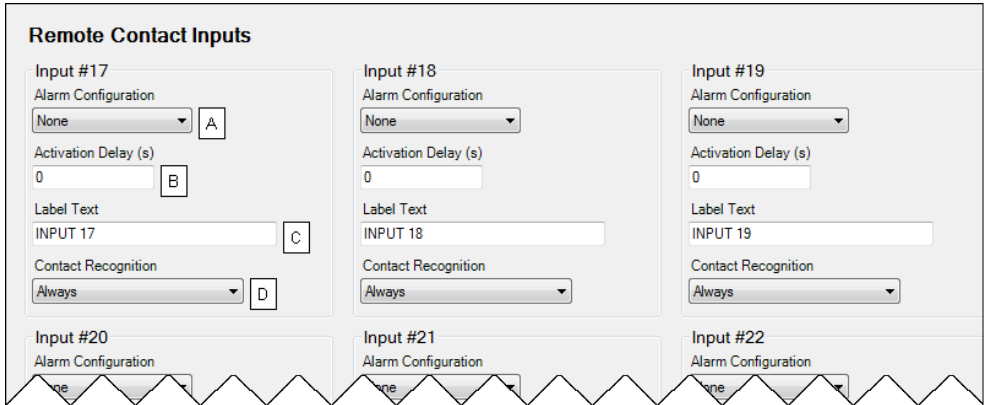 Remote Contact Inputs
Input #17
Alarm Configuration
None
A
Activation Delay (s)
0
B
Label Text
INPUT 17
C
Contact Recognition
Always
D
Input #18
Alarm Configuration
None
Activation Delay (s)
0
Label Text
INPUT 18
Contact Recognition
Always
Input #19
Alarm Configuration
None
Activation Delay (s)
0
Label Text
INPUT 19
Contact Recognition
Always
Input #20
Alarm Configuration
Input #21
Alarm Configuration
Input #22
Alarm Configuration